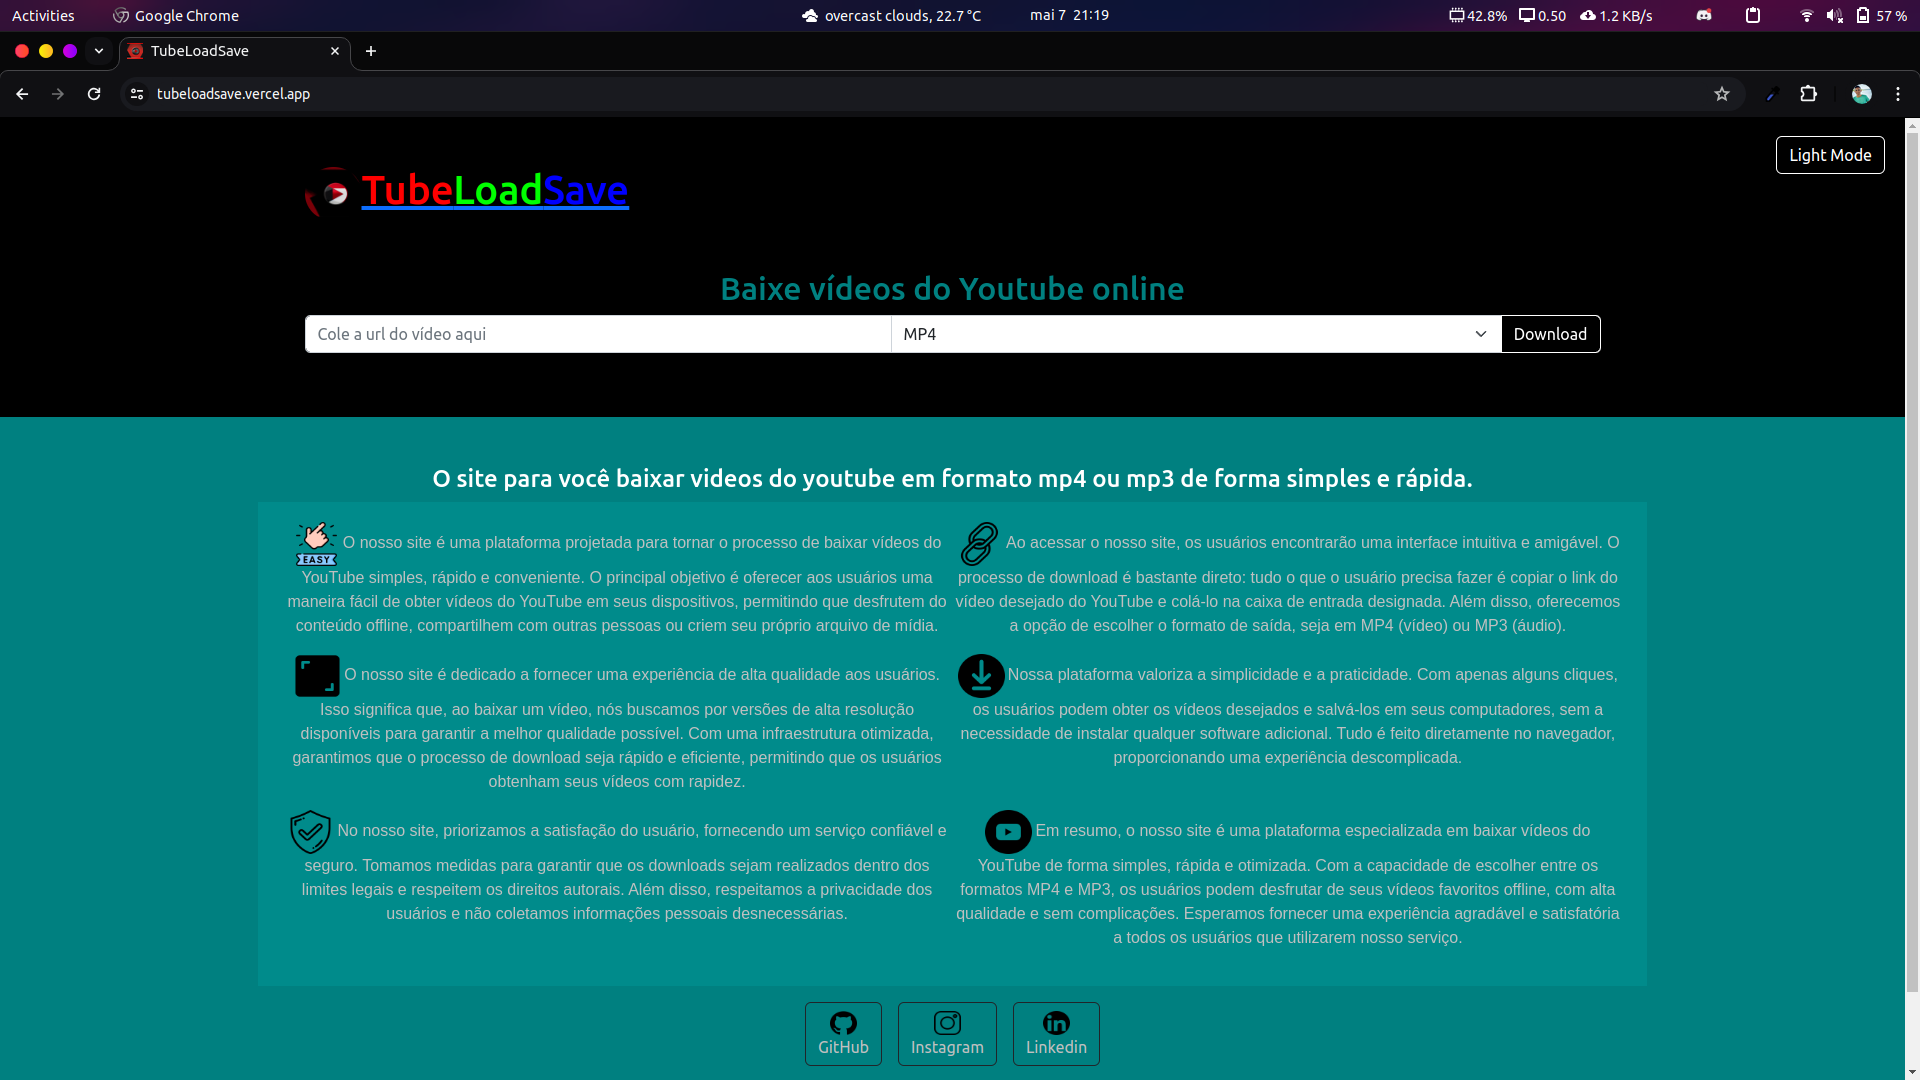 Activities
Google Chrome
overcast clouds, 22.7 °C
mai 7 21:19
42.8%
0.50
1.2 KB/s
57 %
TubeLoadSave
tubeloadsave.vercel.app
Light Mode
TubeLoadSave
Baixe vídeos do Youtube online
Cole a url do vídeo aqui
MP4
Download
O site para você baixar videos do youtube em formato mp4 ou mp3 de forma simples e rápida.
EASY
O nosso site é uma plataforma projetada para tornar o processo de baixar vídeos do
YouTube simples, rápido e conveniente. O principal objetivo é oferecer aos usuários uma
maneira fácil de obter vídeos do YouTube em seus dispositivos, permitindo que desfrutem do
conteúdo offline, compartilhem com outras pessoas ou criem seu próprio arquivo de mídia.
Ao acessar o nosso site, os usuários encontrarão uma interface intuitiva e amigável. O
processo de download é bastante direto: tudo o que o usuário precisa fazer é copiar o link do
vídeo desejado do YouTube e colá-lo na caixa de entrada designada. Além disso, oferecemos
a opção de escolher o formato de saída, seja em MP4 (vídeo) ou MP3 (áudio).
O nosso site é dedicado a fornecer uma experiência de alta qualidade aos usuários.
Isso significa que, ao baixar um vídeo, nós buscamos por versões de alta resolução
disponíveis para garantir a melhor qualidade possível. Com uma infraestrutura otimizada,
garantimos que o processo de download seja rápido e eficiente, permitindo que os usuários
obtenham seus vídeos com rapidez.
Nossa plataforma valoriza a simplicidade e a praticidade. Com apenas alguns cliques,
os usuários podem obter os vídeos desejados e salvá-los em seus computadores, sem a
necessidade de instalar qualquer software adicional. Tudo é feito diretamente no navegador,
proporcionando uma experiência descomplicada.
No nosso site, priorizamos a satisfação do usuário, fornecendo um serviço confiável e
seguro. Tomamos medidas para garantir que os downloads sejam realizados dentro dos
limites legais e respeitem os direitos autorais. Além disso, respeitamos a privacidade dos
usuários e não coletamos informações pessoais desnecessárias.
Em resumo, o nosso site é uma plataforma especializada em baixar vídeos do
YouTube de forma simples, rápida e otimizada. Com a capacidade de escolher entre os
formatos MP4 e MP3, os usuários podem desfrutar de seus vídeos favoritos offline, com alta
qualidade e sem complicações. Esperamos fornecer uma experiência agradável e satisfatória
a todos os usuários que utilizarem nosso serviço.
GitHub
Instagram
Linkedin